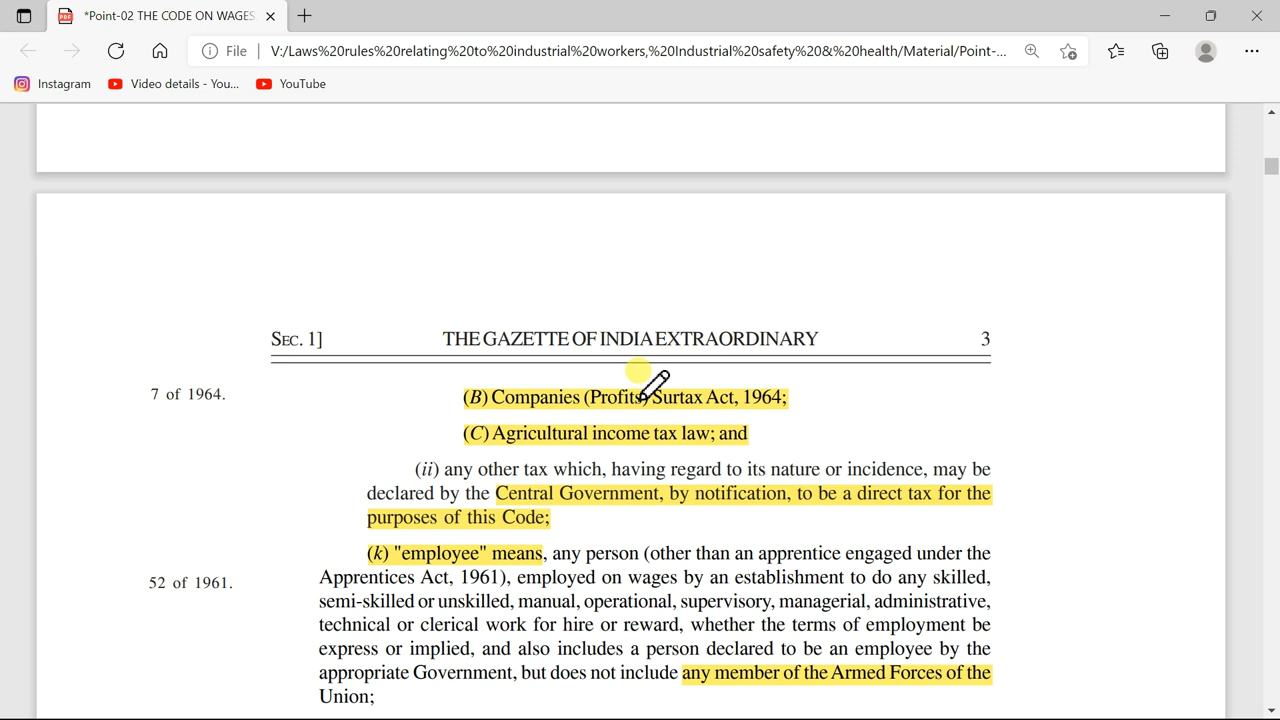 *Point-02 THE CODE ON WAGES,
File V:/Laws%20rules%20relating%20to%20industrial%20workers,%20Industrial%20safety%20&%20health/Material/Point-...
Instagram Video details - You... YouTube
SEC. 1] THE GAZETTE OF INDIA EXTRAORDINARY 3
7 of 1964. (B) Companies (Profits) Surtax Act, 1964;
(C) Agricultural income tax law; and
(ii) any other tax which, having regard to its nature or incidence, may be
declared by the Central Government, by notification, to be a direct tax for the
purposes of this Code;
(k) "employee" means, any person (other than an apprentice engaged under the
52 of 1961. Apprentices Act, 1961), employed on wages by an establishment to do any skilled,
semi-skilled or unskilled, manual, operational, supervisory, managerial, administrative,
technical or clerical work for hire or reward, whether the terms of employment be
express or implied, and also includes a person declared to be an employee by the
appropriate Government, but does not include any member of the Armed Forces of the
Union;